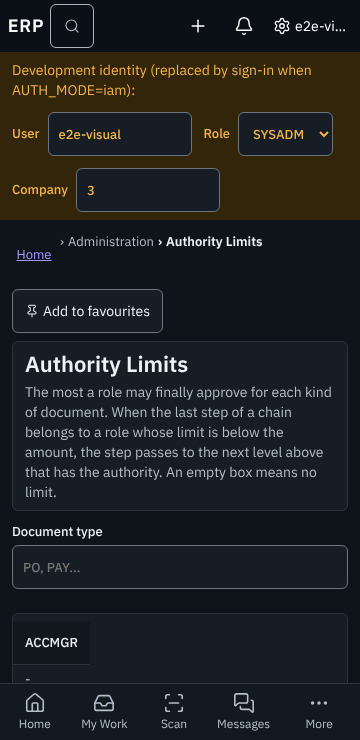 ERP
e2e-vi...
Development identity (replaced by sign-in when
AUTH_MODE=iam):
User e2e-visual Role SYSADM
Company 3
Home › Administration › Authority Limits
Add to favourites
Authority Limits
The most a role may finally approve for each kind
of document. When the last step of a chain
belongs to a role whose limit is below the
amount, the step passes to the next level above
that has the authority. An empty box means no
limit.
Document type
PO, PAY...
ACCMGR
-
Home My Work Scan Messages More